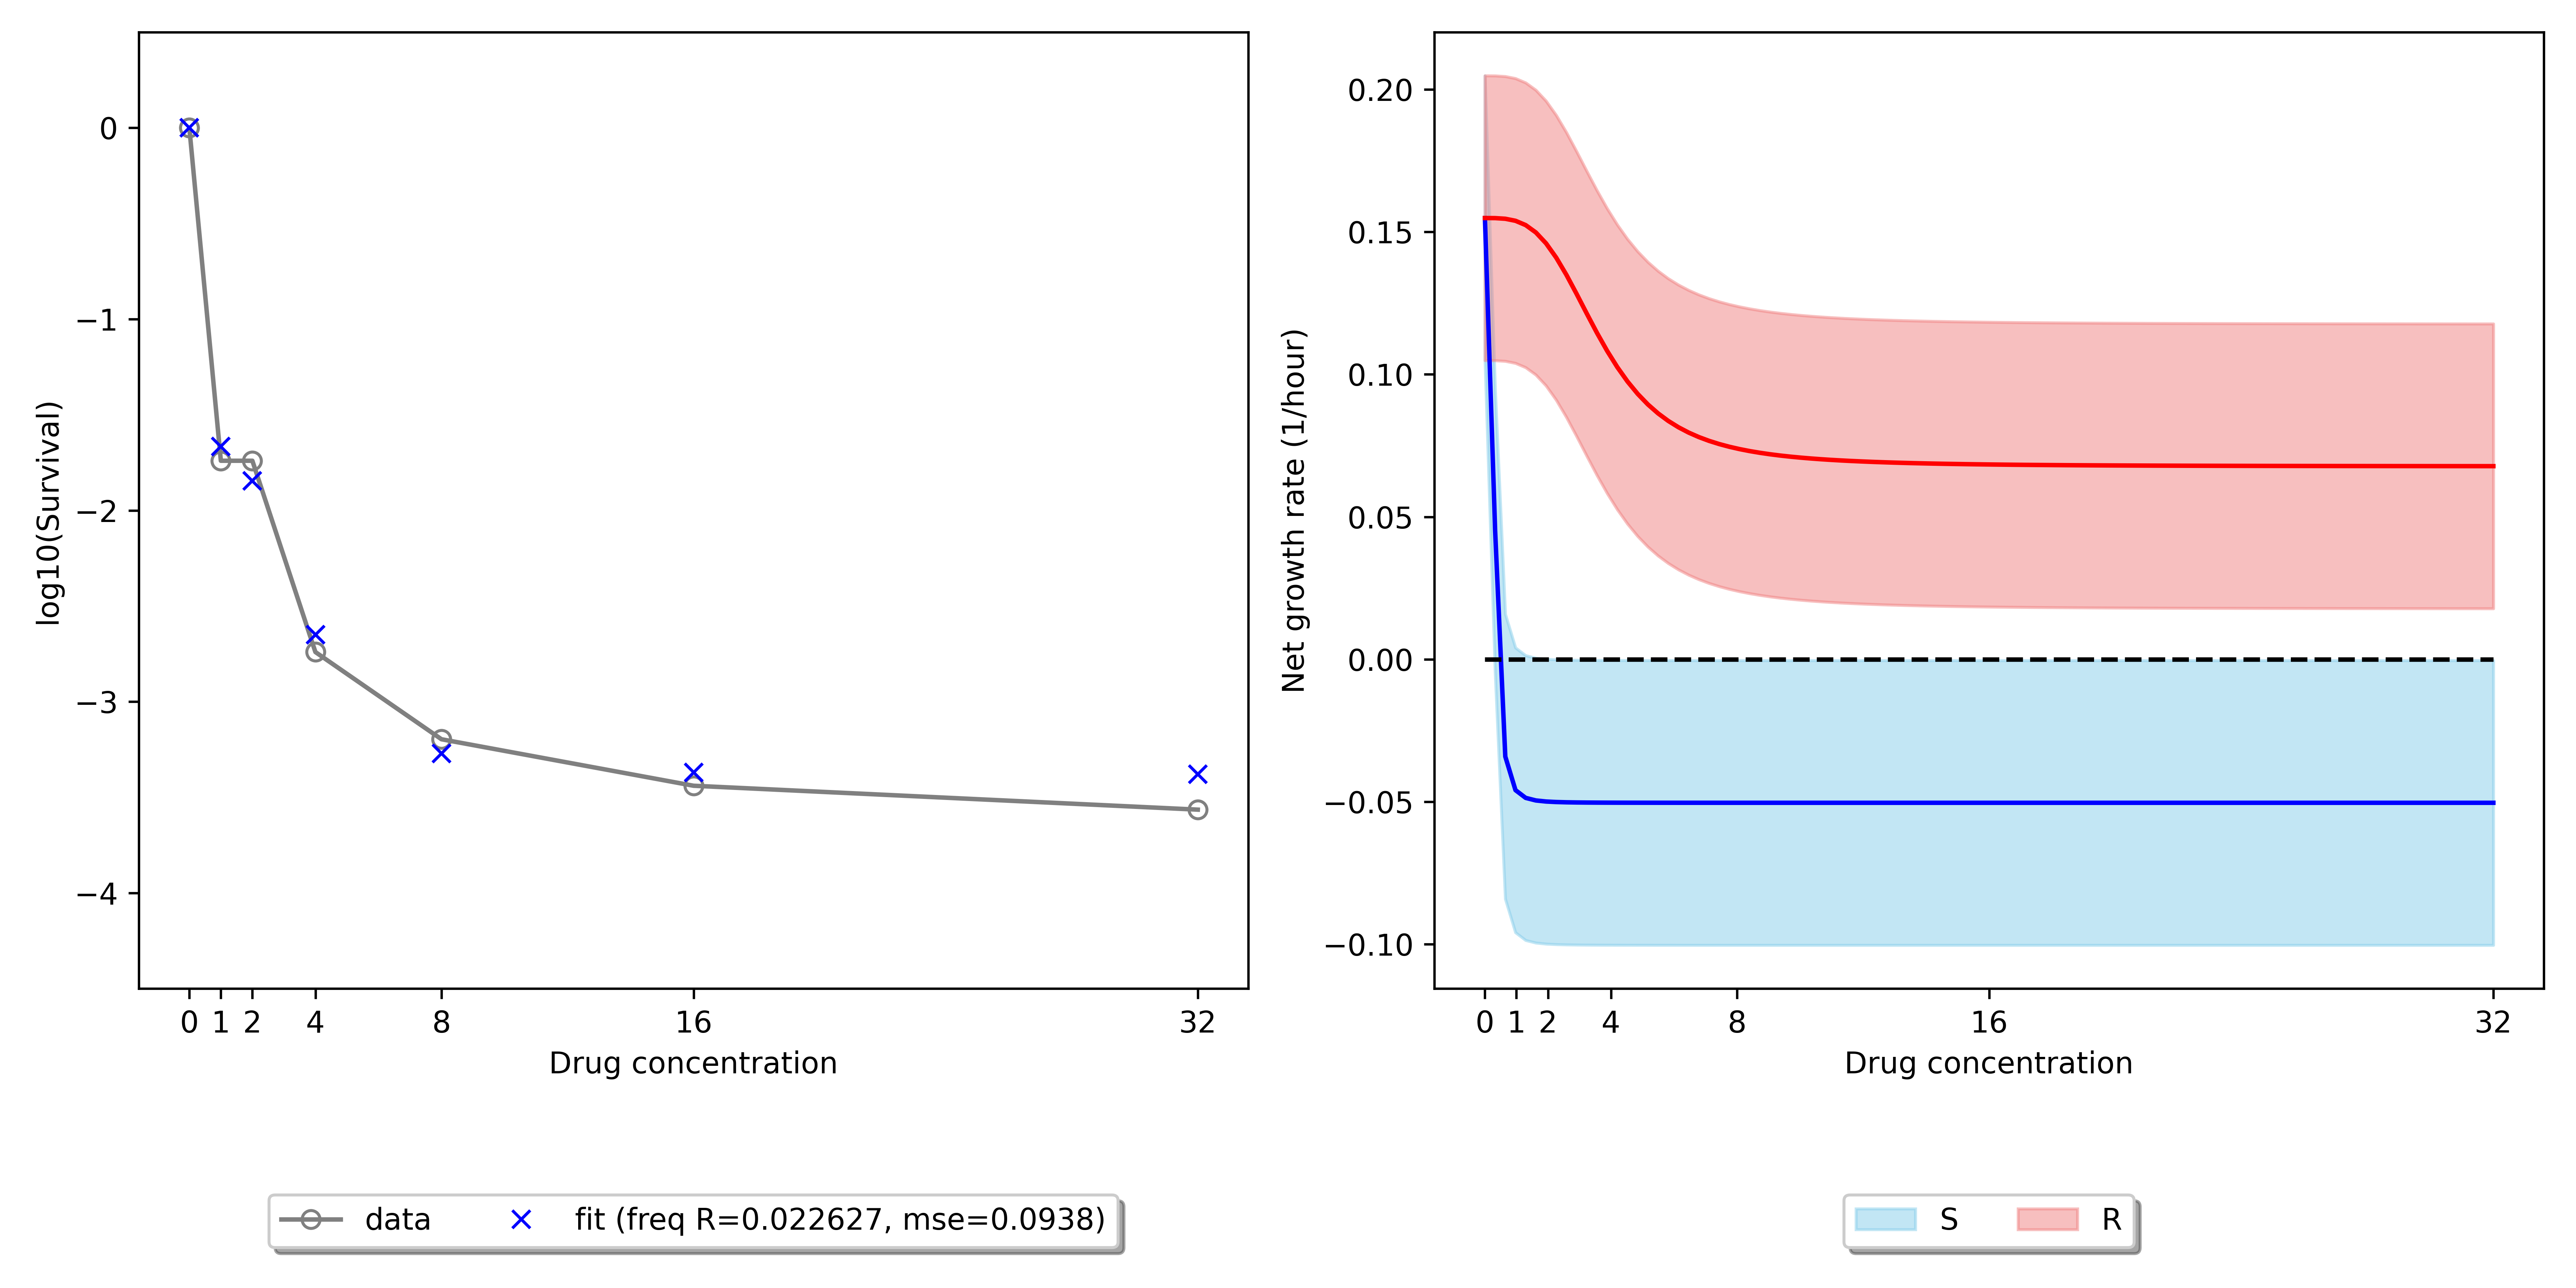 log10(Survival)
0
−1
−2
−3
−4
0 1 2 4 8 16 32
Drug concentration
data fit (freq R=0.022627, mse=0.0938)
Net growth rate (1/hour)
0.20
0.15
0.10
0.05
0.00
−0.05
−0.10
0 1 2 4 8 16 32
Drug concentration
S R